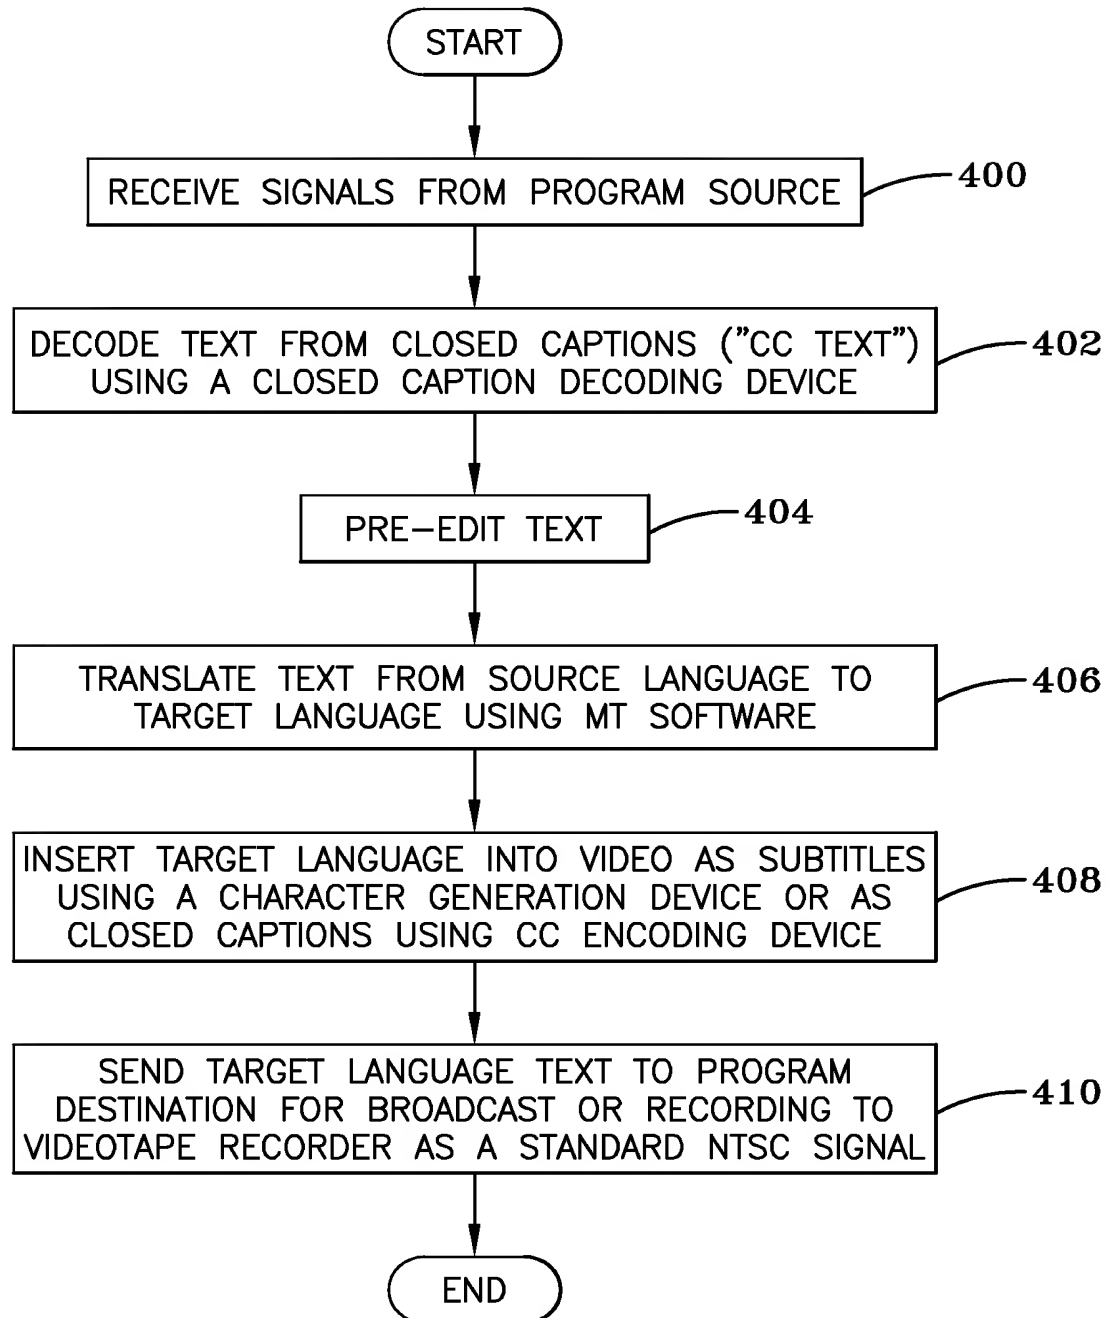 START
RECEIVE SIGNALS FROM PROGRAM SOURCE
400
DECODE TEXT FROM CLOSED CAPTIONS ("CC TEXT")
USING A CLOSED CAPTION DECODING DEVICE
402
PRE-EDIT TEXT
404
TRANSLATE TEXT FROM SOURCE LANGUAGE TO
TARGET LANGUAGE USING MT SOFTWARE
406
INSERT TARGET LANGUAGE INTO VIDEO AS SUBTITLES
USING A CHARACTER GENERATION DEVICE OR AS
CLOSED CAPTIONS USING CC ENCODING DEVICE
408
SEND TARGET LANGUAGE TEXT TO PROGRAM
DESTINATION FOR BROADCAST OR RECORDING TO
VIDEOTAPE RECORDER AS A STANDARD NTSC SIGNAL
410
END